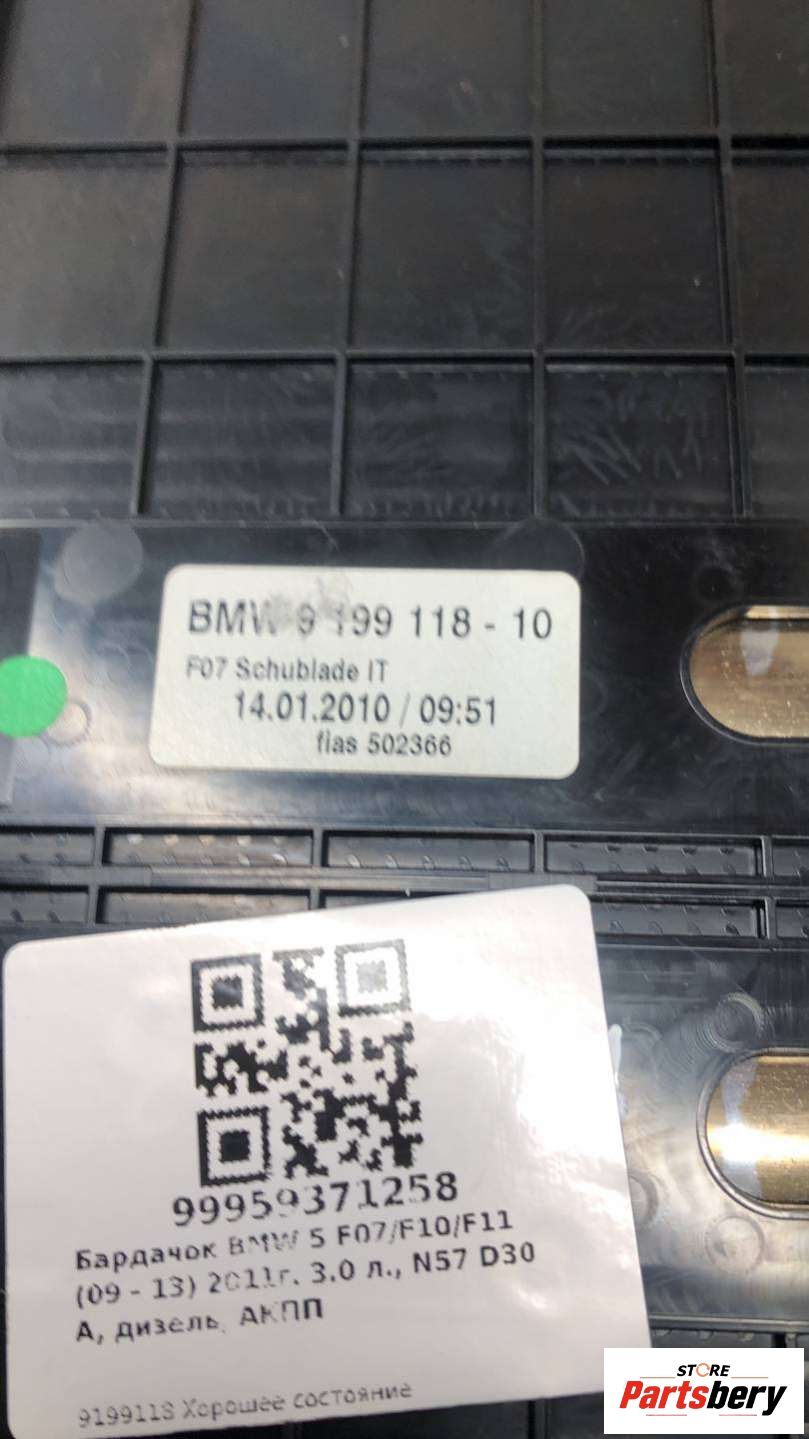 BMW 9 199 118 - 10
F07 Schublade IT
14.01.2010 / 09:51
fias 502366
99959371258
Бардачок BMW 5 F07/F10/F11
(09 - 13) 2011г. 3.0 л., N57 D30
А, дизель, АКПП
9199118 Хорошее состояние
STORE
Partsbery